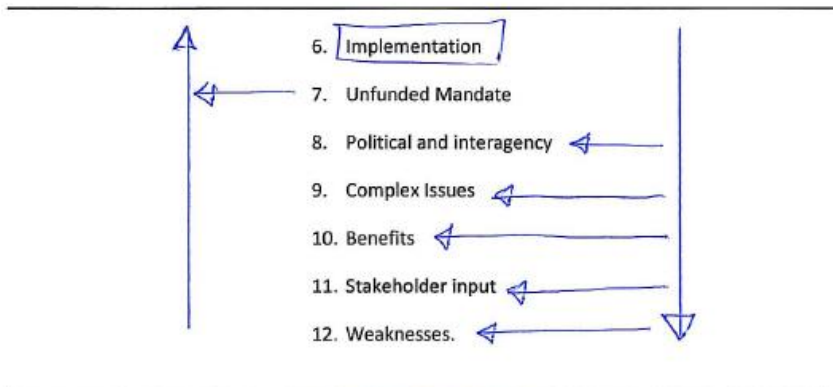 6. Implementation
7. Unfunded Mandate
8. Political and interagency
9. Complex Issues
10. Benefits
11. Stakeholder input
12. Weaknesses.